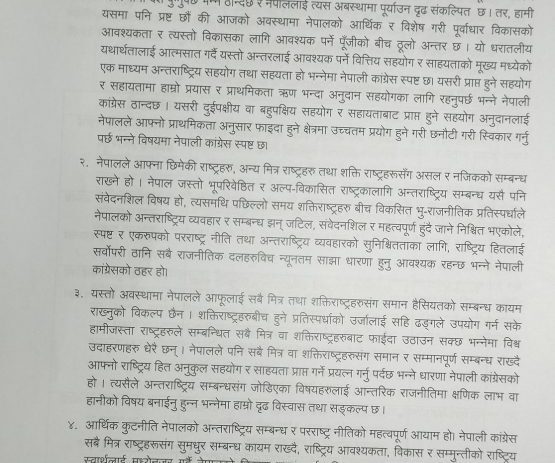 नेपाललाई त्यस अबस्थामा पूर्याउन दृढ संकल्पित छ। तर, हामी
यसमा पनि प्रष्ट छौं की आजको अवस्थामा नेपालको आर्थिक र विशेष गरी पूर्वाधार विकासको
आवश्यकता र त्यस्तो विकासका लागि आवश्यक पर्ने पूँजीको बीच ठूलो अन्तर छ । यो धरातलीय
यथार्थतालाई आत्मसात गर्दै यस्तो अन्तरलाई आवश्यक पर्ने वित्तिय सहयोग र साहयताको मूख्य मध्येको
एक माध्यम अन्तराष्ट्रिय सहयोग तथा सहयता हो भन्नेमा नेपाली कांग्रेस स्पष्ट छ। यसरी प्राप्त हुने सहयोग
र सहायतामा हाम्रो प्रयास र प्राथमिकता ऋण भन्दा अनुदान सहयोगका लागि रहनुपर्छ भन्ने नेपाली
कांग्रेस ठान्दछ । यसरी दुईपक्षीय वा बहुपक्षिय सहयोग र सहायताबाट प्राप्त हुने सहयोग अनुदानलाई
नेपालले आफ्नो प्राथमिकता अनुसार फाइदा हुने क्षेत्रमा उच्चतम प्रयोग हुने गरी छनौटी गरी स्विकार गर्नु
पर्छ भन्ने विषयमा नेपाली कांग्रेस स्पष्ट छ।
२. नेपालले आफ्ना छिमेकी राष्ट्रहरु, अन्य मित्र राष्ट्रहरु तथा शक्ति राष्ट्रहरूसँग असल र नजिकको सम्बन्ध
राख्ने हो । नेपाल जस्तो भूपरिवेष्ठित र अल्प-विकासित राष्ट्रकालागि अन्तराष्ट्रिय सम्बन्ध यसै पनि
संवेदनशिल विषय हो, त्यसमाथि पछिल्लो समय शक्तिराष्ट्रहरु बीच विकसित भु-राजनीतिक प्रतिस्पर्धाले
नेपालको अन्तराष्ट्रिय व्यवहार र सम्बन्ध झन् जटिल, संवेदनशिल र महत्वपूर्ण हुँदै जाने निश्चित भएकोले,
स्पष्ट र एकरुपको परराष्ट्र नीति तथा अन्तराष्ट्रिय व्यवहारको सुनिश्चितताका लागि, राष्ट्रिय हितलाई
सर्वोपरी ठानि सबै राजनीतिक दलहरुविच न्यूनतम साझा धारणा हुनु आवश्यक रहन्छ भन्ने नेपाली
कांग्रेसको ठहर हो।
३. यस्तो अवस्थामा नेपालले आफूलाई सबै मित्र तथा शक्तिराष्ट्रहरुसंग समान हैसियतको सम्बन्ध कायम
राख्नुको विकल्प छैन । शक्तिराष्ट्रहरुबीच हुने प्रतिस्पर्धाको उर्जालाई सहि ढङ्गले उपयोग गर्न सके
हामीजस्ता राष्ट्रहरुले सम्बन्धित सबै मित्र वा शक्तिराष्ट्रहरुबाट फाईदा उठाउन सक्छ भन्नेमा विश्व
उदाहरणहरु धेरै छन् । नेपालले पनि सबै मित्र वा शक्तिराष्ट्रहरुसंग समान र सम्मानपूर्ण सम्बन्ध राख्दै
आफ्नो राष्ट्रिय हित अनुकुल सहयोग र साहयता प्राप्त गर्ने प्रयत्न गर्नु पर्दछ भन्ने धारणा नेपाली कांग्रेसको
हो । त्यसैले अन्तराष्ट्रिय सम्बन्धसंग जोडिएका विषयहरुलाई आन्तरिक राजनीतिमा क्षणिक लाभ वा
हानीको विषय बनाईनु हुन्न भन्नेमा हाम्रो दृढ विस्वास तथा सङ्कल्प छ।
४. आर्थिक कुटनीति नेपालको अन्तराष्ट्रिय सम्बन्ध र परराष्ट्र नीतिको महत्वपूर्ण आयाम हो। नेपाली कांग्रेस
सबै मित्र राष्ट्रहरूसंग सुमधुर सम्बन्ध कायम राख्दै, राष्ट्रिय आवश्यकता, विकास र सम्मुन्तीको राष्ट्रिय